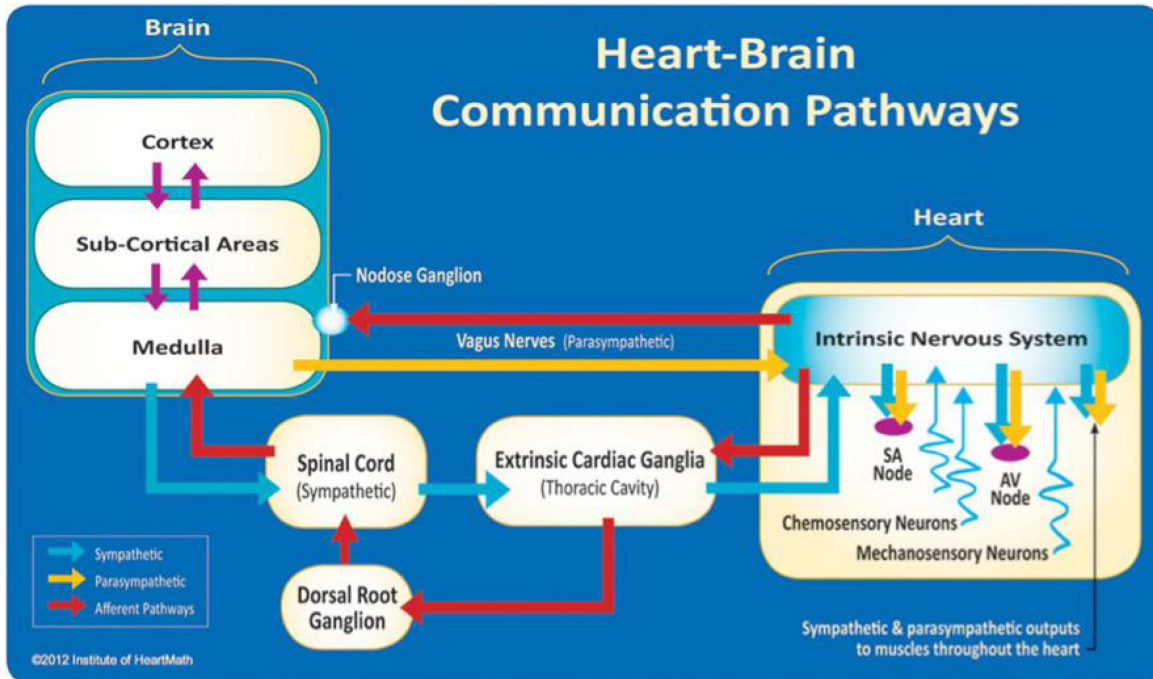 Brain
Heart-Brain
Communication Pathways
Cortex
Sub-Cortical Areas
Medulla
Nodose Ganglion
Vagus Nerves (Parasympathetic)
Heart
Intrinsic Nervous System
SA
Node
AV
Node
Chemosensory Neurons
Mechanosensory Neurons
Spinal Cord
(Sympathetic)
Extrinsic Cardiac Ganglia
(Thoracic Cavity)
Dorsal Root
Ganglion
Sympathetic
Parasympathetic
Afferent Pathways
Sympathetic & parasympathetic outputs
to muscles throughout the heart
©2012 Institute of HeartMath